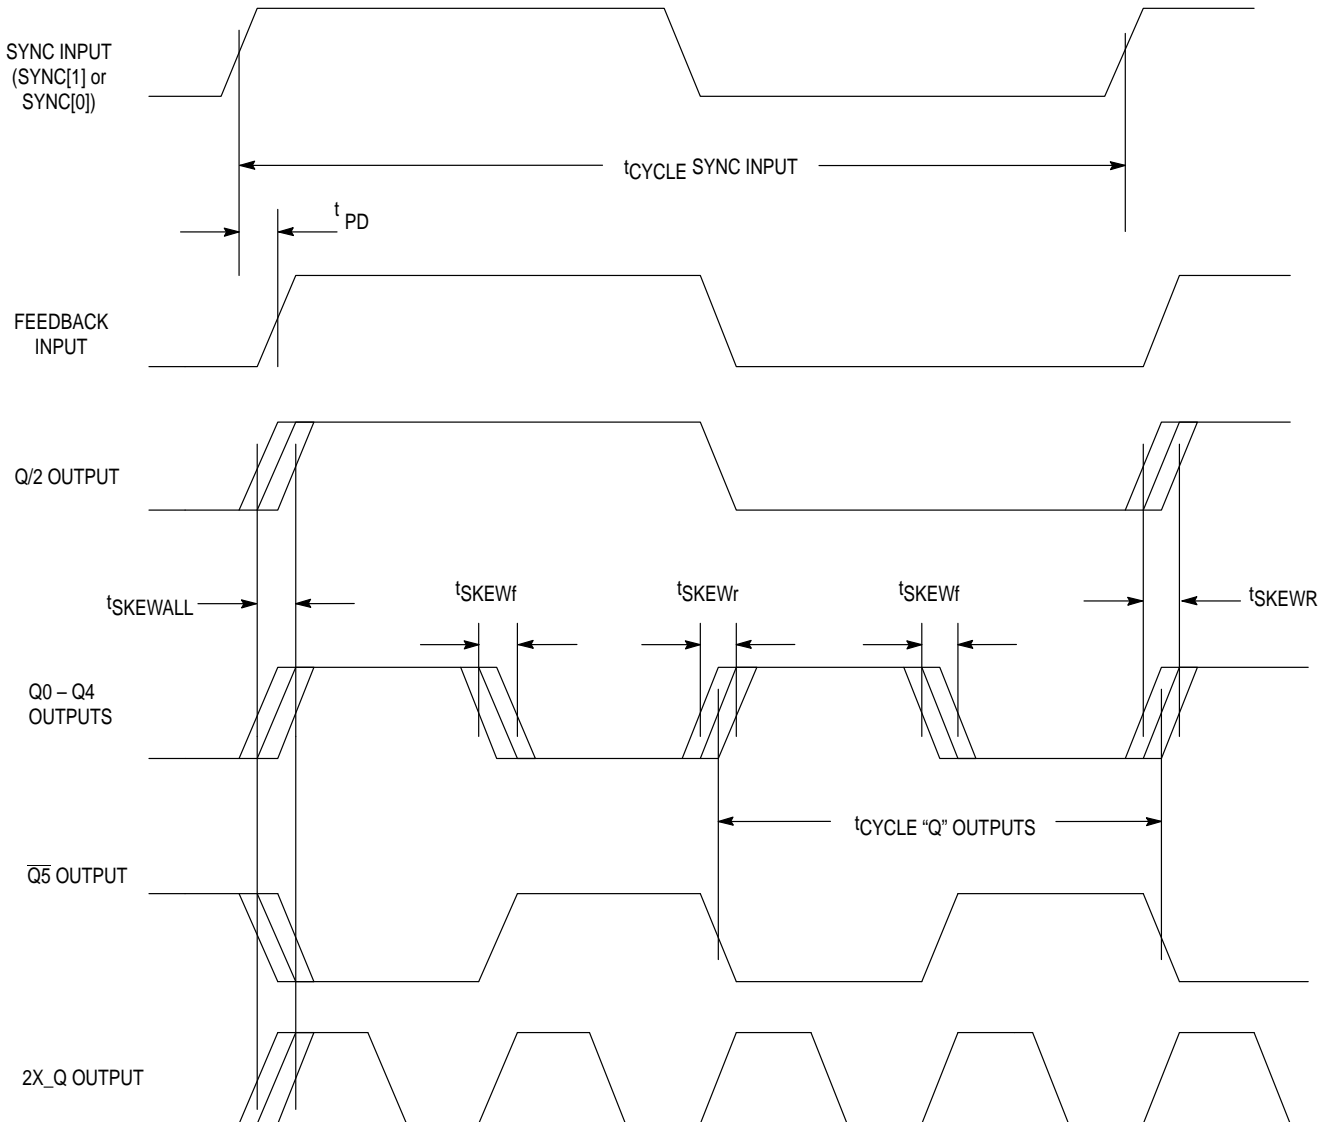 SYNC INPUT
(SYNC[1] or
SYNC[0])
tCYCLE SYNC INPUT
t PD
FEEDBACK
INPUT
Q/2 OUTPUT
tSKEWALL
tSKEWf
tSKEWr
tSKEWf
tSKEWR
Q0 – Q4
OUTPUTS
tCYCLE “Q” OUTPUTS
Q5 OUTPUT
2X_Q OUTPUT